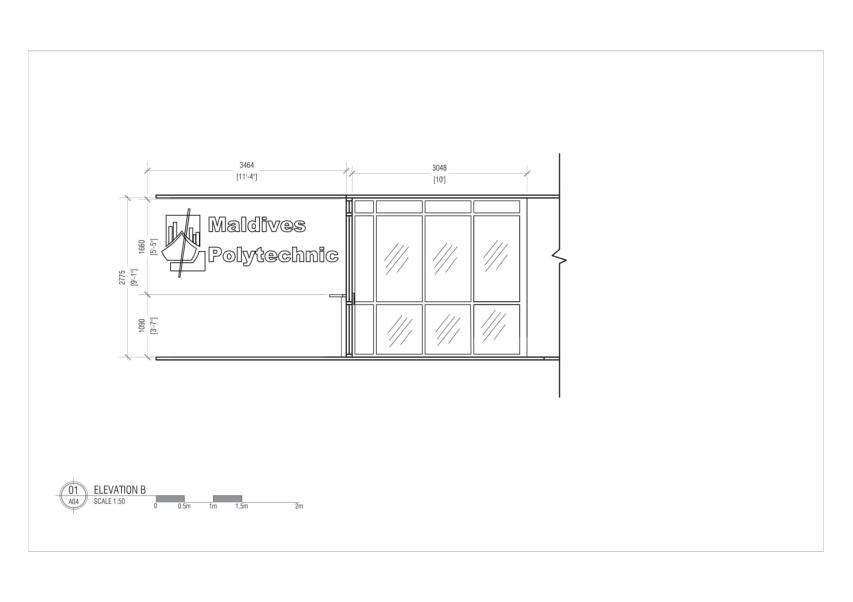 3464
[11'-4"]
3048
[10']
Maldives
Polytechnic
1660
[5'-5"]
2775
[9'-1"]
1090
[3'-7"]
01
A04
ELEVATION B
SCALE 1:50
0 0.5m 1m 1.5m 2m